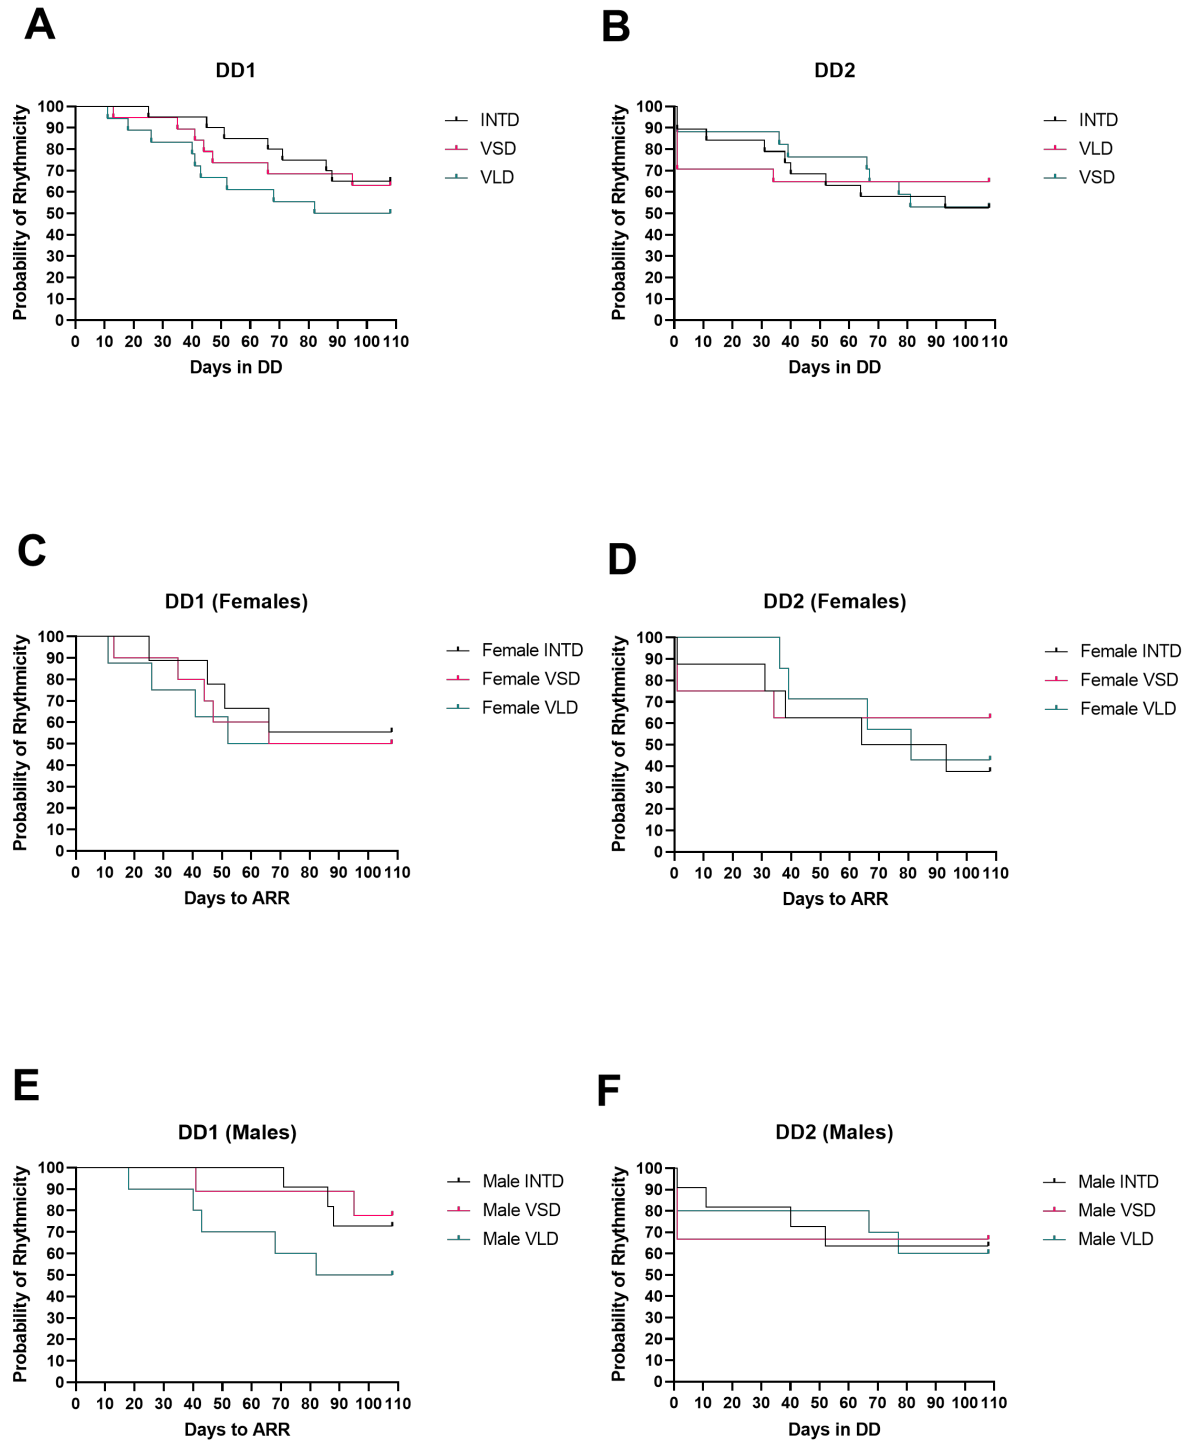 A
DD1
Probability of Rhythmicity
100
90
80
70
60
50
40
30
20
10
0
0 10 20 30 40 50 60 70 80 90 100 110
Days in DD
INTD
VSD
VLD
B
DD2
Probability of Rhythmicity
100
90
80
70
60
50
40
30
20
10
0
0 10 20 30 40 50 60 70 80 90 100 110
Days in DD
INTD
VLD
VSD
C
DD1 (Females)
Probability of Rhythmicity
100
90
80
70
60
50
40
30
20
10
0
0 10 20 30 40 50 60 70 80 90 100 110
Days to ARR
Female INTD
Female VSD
Female VLD
D
DD2 (Females)
Probability of Rhythmicity
100
90
80
70
60
50
40
30
20
10
0
0 10 20 30 40 50 60 70 80 90 100 110
Days to ARR
Female INTD
Female VSD
Female VLD
E
DD1 (Males)
Probability of Rhythmicity
100
90
80
70
60
50
40
30
20
10
0
0 10 20 30 40 50 60 70 80 90 100 110
Days to ARR
Male INTD
Male VSD
Male VLD
F
DD2 (Males)
Probability of Rhythmicity
100
90
80
70
60
50
40
30
20
10
0
0 10 20 30 40 50 60 70 80 90 100 110
Days in DD
Male INTD
Male VSD
Male VLD